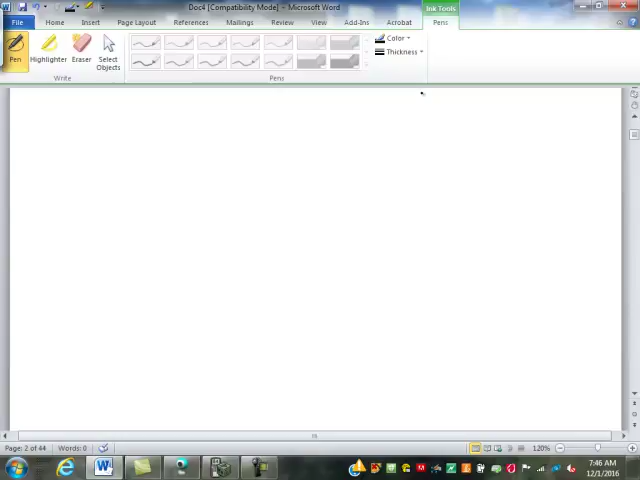 Doc4 [Compatibility Mode] - Microsoft Word
Ink Tools
File Home Insert Page Layout References Mailings Review View Add-Ins Acrobat Pens
Pen Highlighter Eraser Select Objects
Color
Thickness
Write Pens
Page: 2 of 44 Words: 0 120%
7:46 AM
12/1/2016